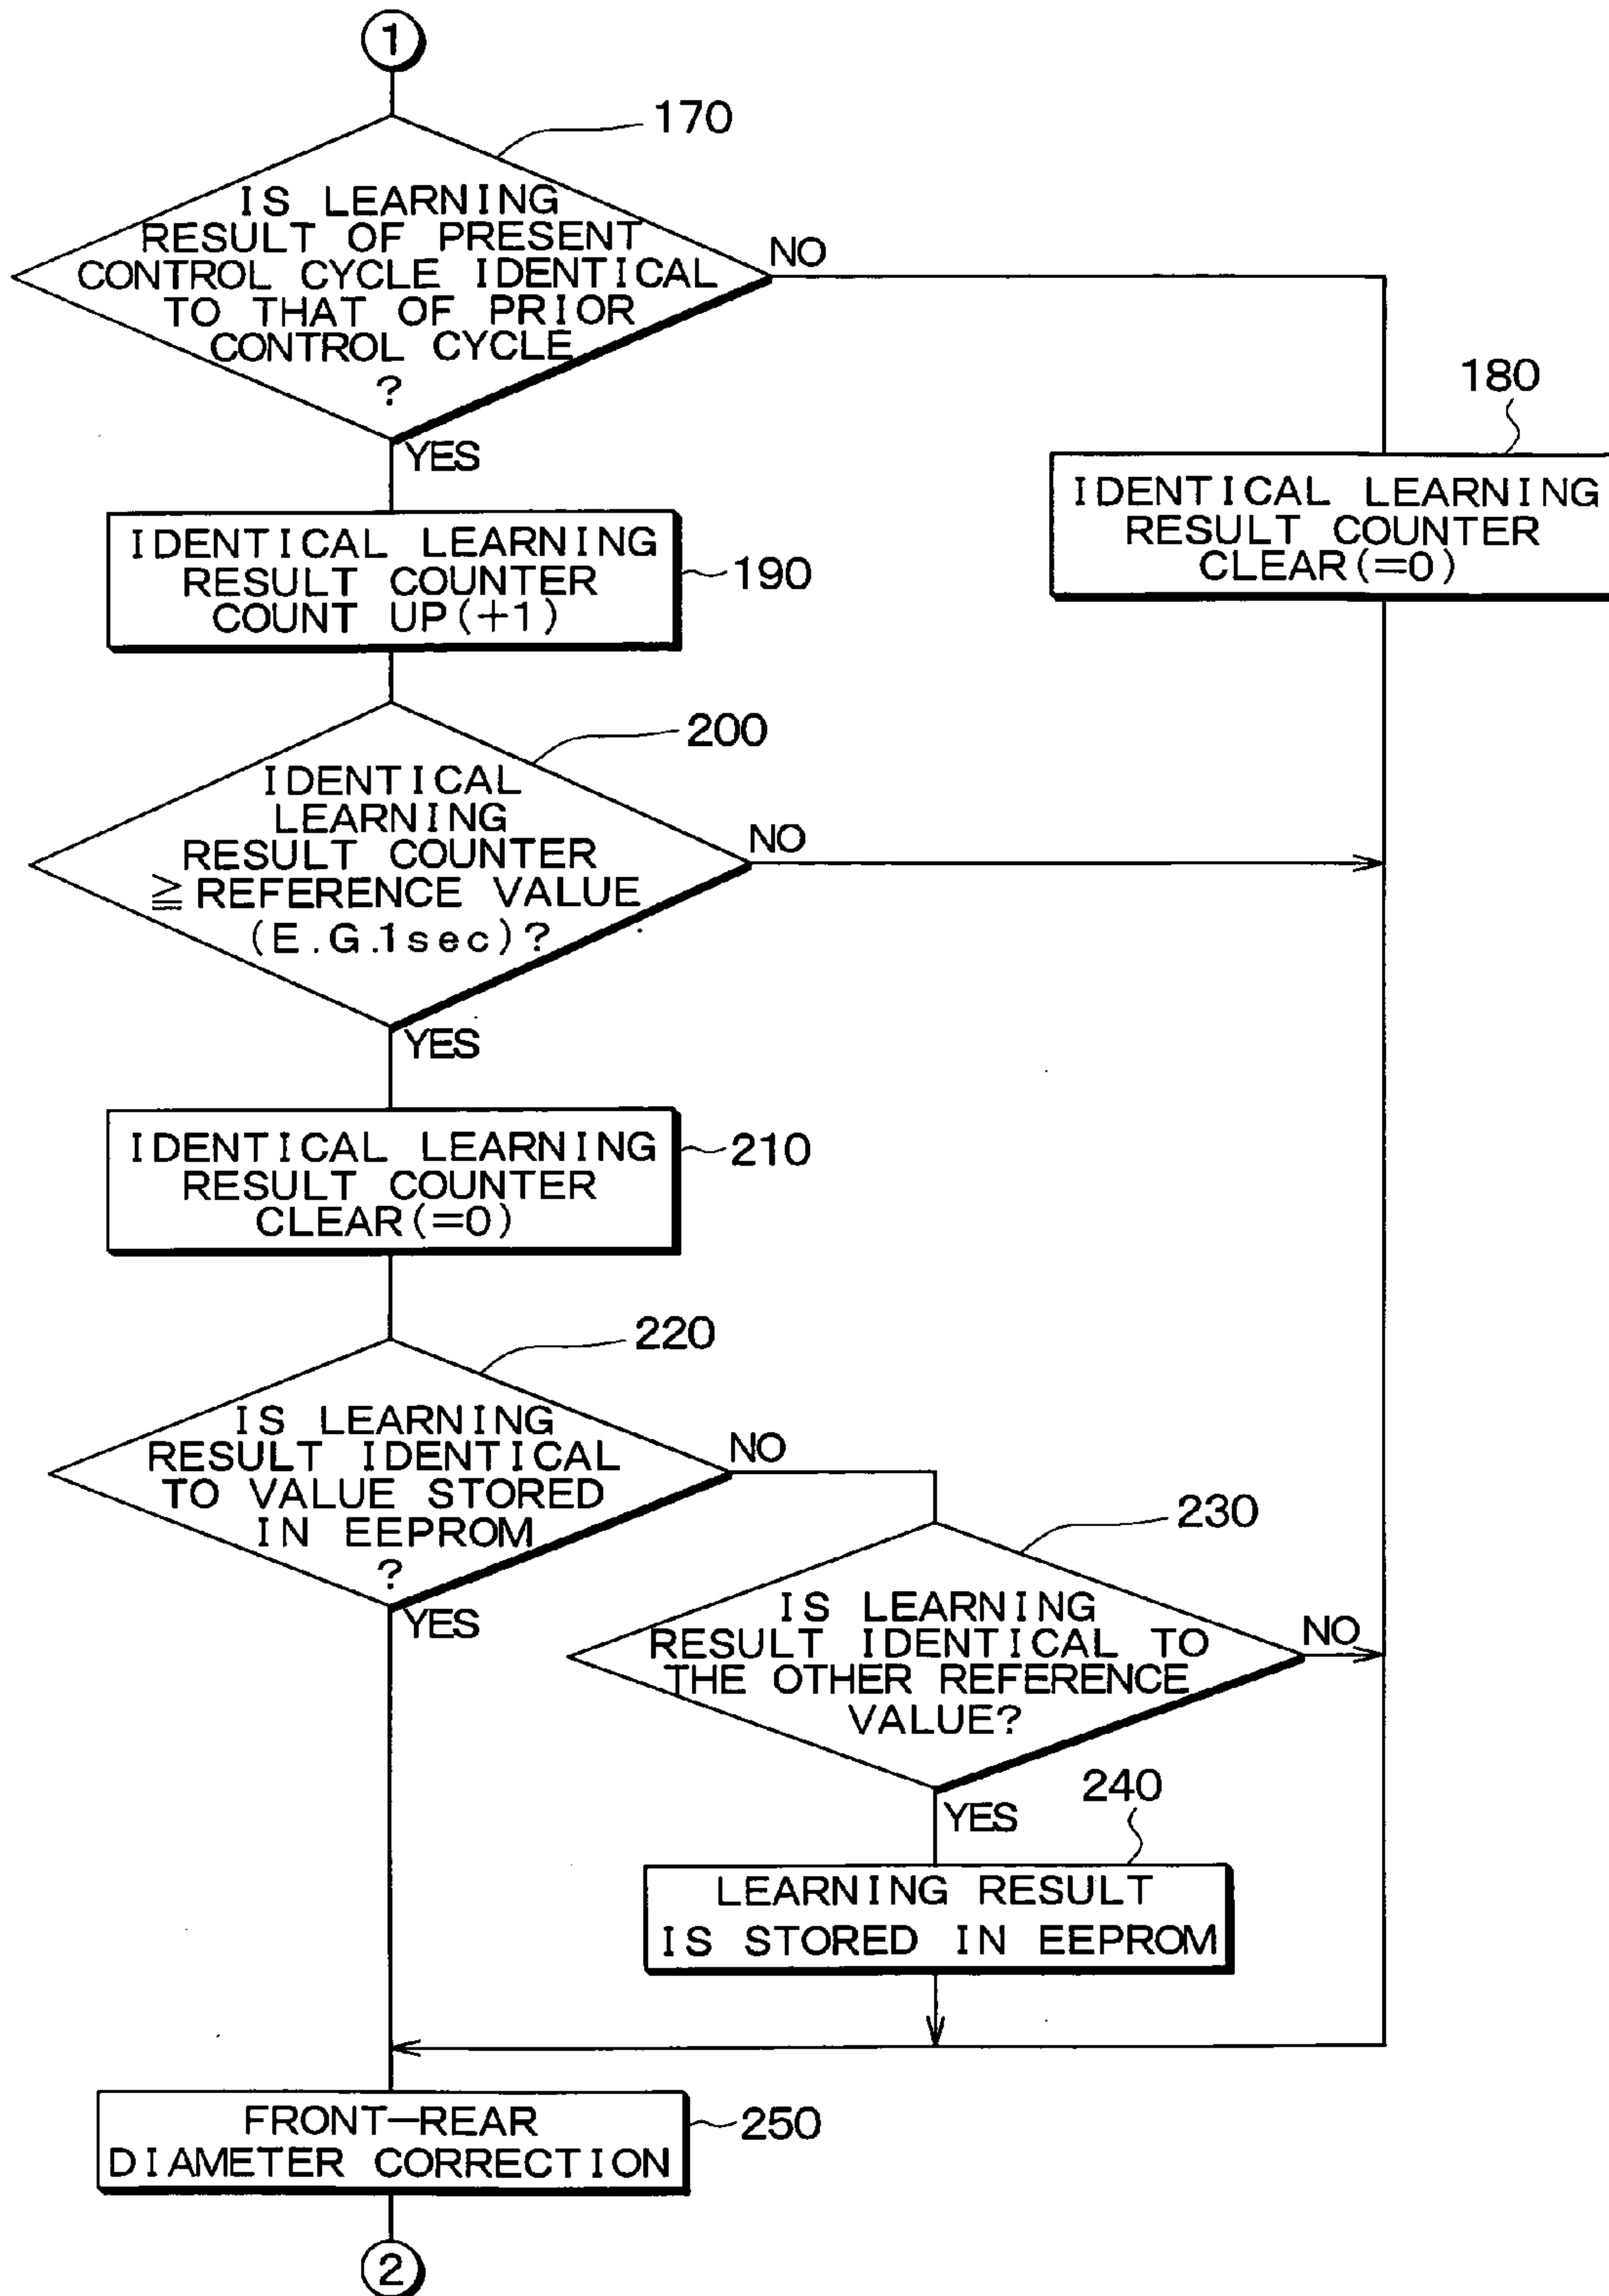 1
170
IS LEARNING
RESULT OF PRESENT
CONTROL CYCLE IDENTICAL
TO THAT OF PRIOR
CONTROL CYCLE
?
NO
YES
180
IDENTICAL LEARNING
RESULT COUNTER
CLEAR(=0)
IDENTICAL LEARNING
RESULT COUNTER
COUNT UP(+1)
190
200
IDENTICAL
LEARNING
RESULT COUNTER
≧REFERENCE VALUE
(E.G.1sec)?
NO
YES
IDENTICAL LEARNING
RESULT COUNTER
CLEAR(=0)
210
220
IS LEARNING
RESULT IDENTICAL
TO VALUE STORED
IN EEPROM
?
NO
YES
230
IS LEARNING
RESULT IDENTICAL TO
THE OTHER REFERENCE
VALUE?
NO
YES
240
LEARNING RESULT
IS STORED IN EEPROM
FRONT-REAR
DIAMETER CORRECTION
250
2